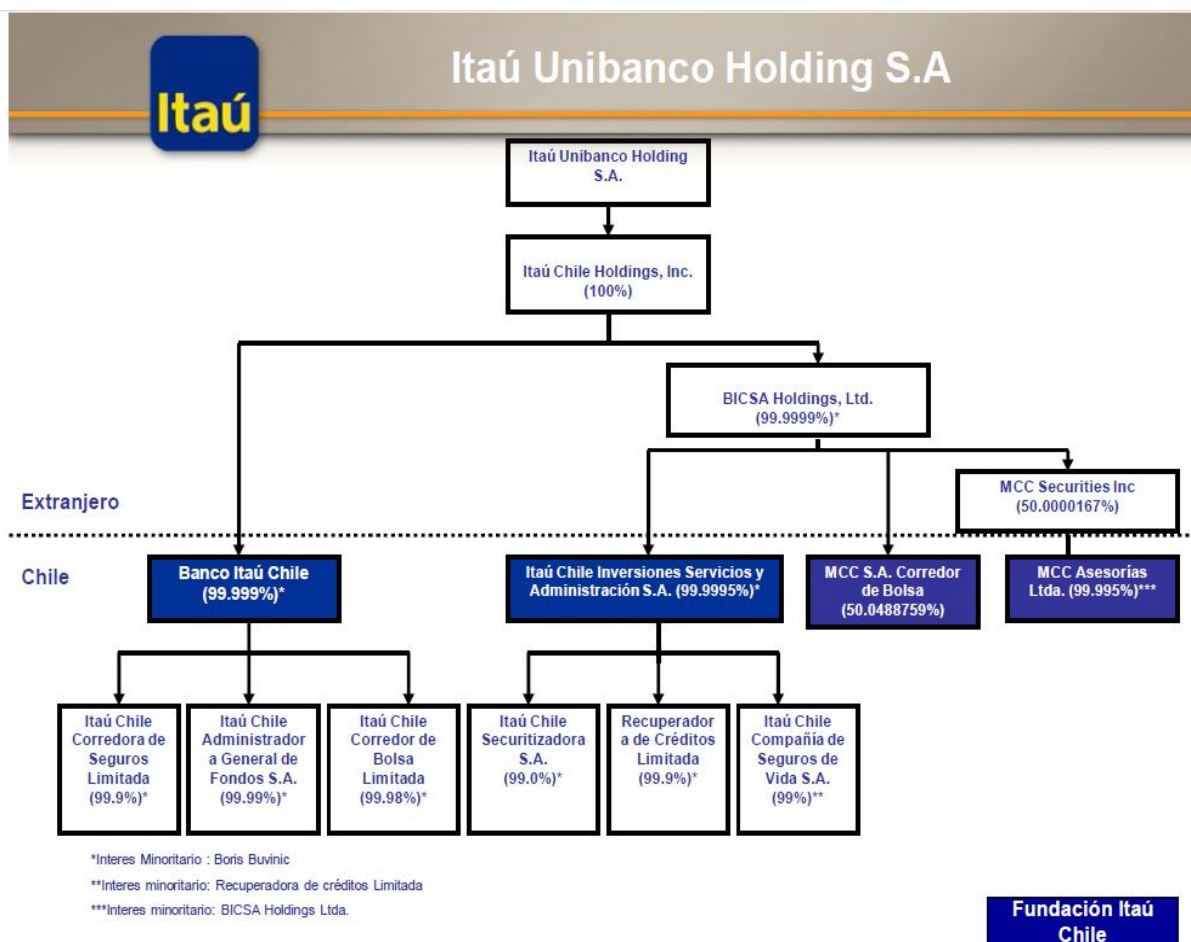 Itaú Unibanco Holding S.A
Itaú
Itaú Unibanco Holding
S.A.
Itaú Chile Holdings, Inc.
(100%)
BICSA Holdings, Ltd.
(99.9999%)*
MCC Securities Inc
(50.0000167%)
Extranjero
Chile
Banco Itaú Chile
(99.999%)*
Itaú Chile Inversiones Servicios y
Administración S.A. (99.9995%)*
MCC S.A. Corredor
de Bolsa
(50.0488759%)
MCC Asesorías
Ltda. (99.995%)***
Itaú Chile
Corredora de
Seguros
Limitada
(99.9%)*
Itaú Chile
Administrador
a General de
Fondos S.A.
(99.99%)*
Itaú Chile
Corredor de
Bolsa
Limitada
(99.98%)*
Itaú Chile
Securitizadora
S.A.
(99.0%)*
Recuperador
a de Créditos
Limitada
(99.9%)*
Itaú Chile
Compañía de
Seguros de
Vida S.A.
(99%)**
*Interes Minoritario : Boris Buvinic
**Interes minoritario: Recuperadora de créditos Limitada
***Interes minoritario: BICSA Holdings Ltda.
Fundación Itaú
Chile